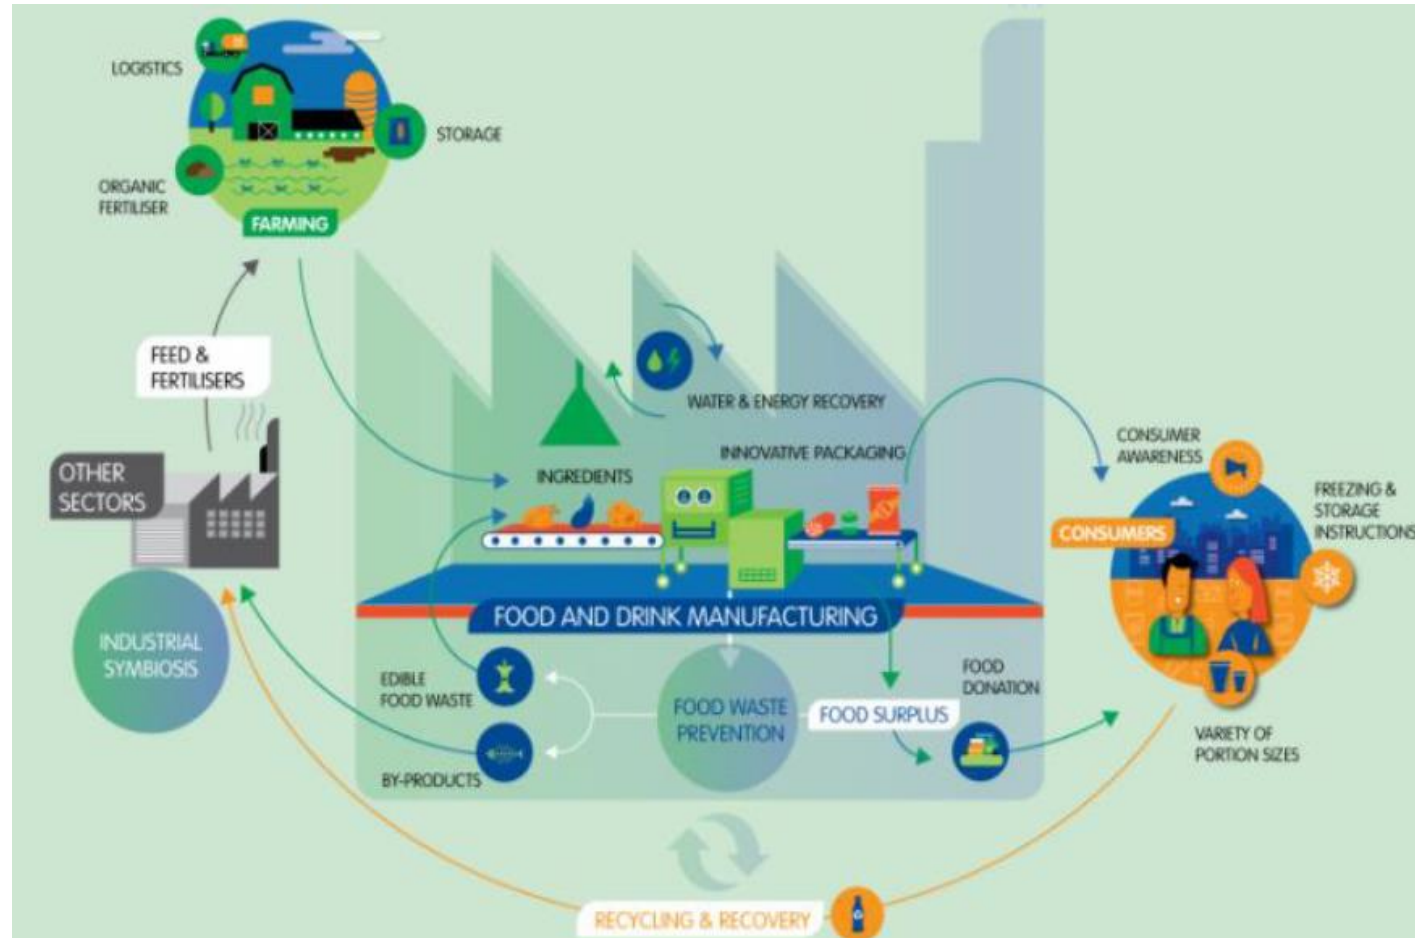 LOGISTICS
STORAGE
ORGANIC
FERTILISER
FARMING
FEED &
FERTILISERS
OTHER
SECTORS
INDUSTRIAL
SYMBIOSIS
WATER & ENERGY RECOVERY
INGREDIENTS
INNOVATIVE PACKAGING
FOOD AND DRINK MANUFACTURING
EDIBLE
FOOD WASTE
BY-PRODUCTS
FOOD WASTE
PREVENTION
FOOD SURPLUS
FOOD
DONATION
CONSUMER
AWARENESS
CONSUMERS
FREEZING &
STORAGE
INSTRUCTIONS
VARIETY OF
PORTION SIZES
RECYCLING & RECOVERY